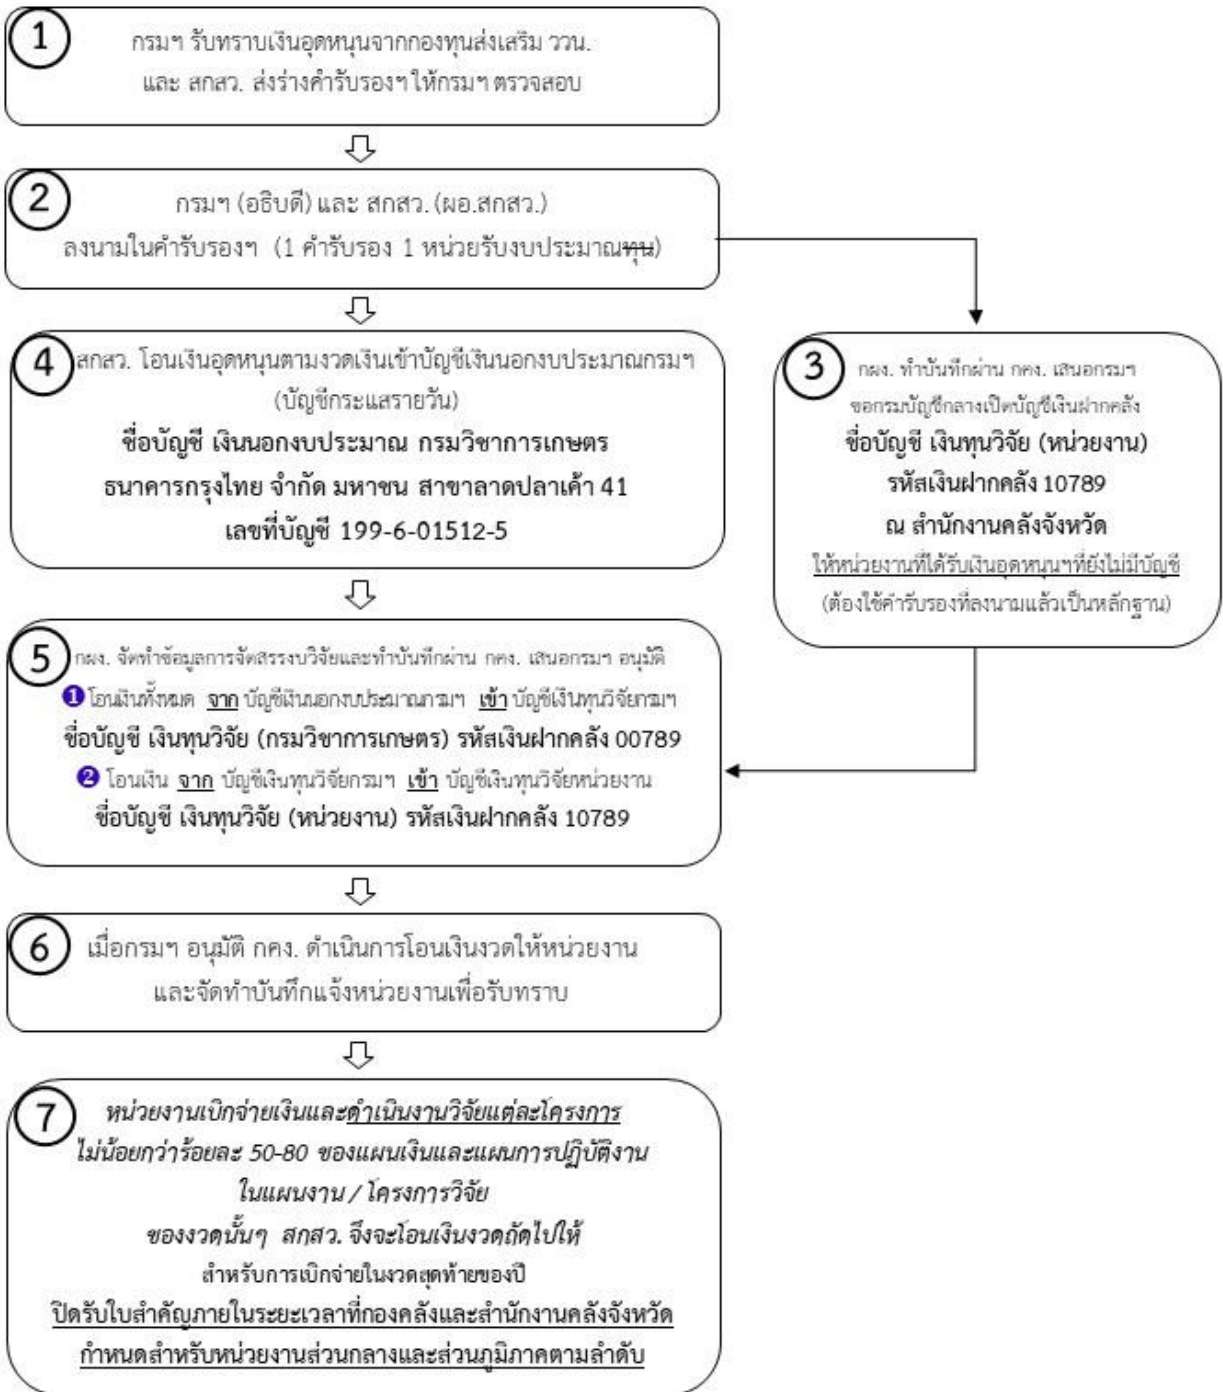 1
กรมฯ รับทราบเงินอุดหนุนจากกองทุนส่งเสริม ววน.
และ สกสว. ส่งร่างคำรับรองฯ ให้กรมฯ ตรวจสอบ
2
กรมฯ (อธิบดี) และ สกสว. (ผอ.สกสว.)
ลงนามในคำรับรองฯ (1 คำรับรอง 1 หน่วยรับงบประมาณทุน)
4
สกสว. โอนเงินอุดหนุนตามงวดเงินเข้าบัญชีเงินนอกงบประมาณกรมฯ
(บัญชีกระแสรายวัน)
ชื่อบัญชี เงินนอกงบประมาณ กรมวิชาการเกษตร
ธนาคารกรุงไทย จำกัด มหาชน สาขาลาดปลาเค้า 41
เลขที่บัญชี 199-6-01512-5
3
กผง. ทำบันทึกผ่าน กคง. เสนอกรมฯ
ขอกรมบัญชีกลางเปิดบัญชีเงินฝากคลัง
ชื่อบัญชี เงินทุนวิจัย (หน่วยงาน)
รหัสเงินฝากคลัง 10789
ณ สำนักงานคลังจังหวัด
ให้หน่วยงานที่ได้รับเงินอุดหนุนฯที่ยังไม่มีบัญชี
(ต้องใช้คำรับรองที่ลงนามแล้วเป็นหลักฐาน)
5
กผง. จัดทำข้อมูลการจัดสรรงบวิจัยและทำบันทึกผ่าน กคง. เสนอกรมฯ อนุมัติ
❶ โอนเงินทั้งหมด จาก บัญชีเงินนอกงบประมาณกรมฯ เข้า บัญชีเงินทุนวิจัยกรมฯ
ชื่อบัญชี เงินทุนวิจัย (กรมวิชาการเกษตร) รหัสเงินฝากคลัง 00789
❷ โอนเงิน จาก บัญชีเงินทุนวิจัยกรมฯ เข้า บัญชีเงินทุนวิจัยหน่วยงาน
ชื่อบัญชี เงินทุนวิจัย (หน่วยงาน) รหัสเงินฝากคลัง 10789
6
เมื่อกรมฯ อนุมัติ กคง. ดำเนินการโอนเงินงวดให้หน่วยงาน
และจัดทำบันทึกแจ้งหน่วยงานเพื่อรับทราบ
7
หน่วยงานเบิกจ่ายเงินและดำเนินงานวิจัยแต่ละโครงการ
ไม่น้อยกว่าร้อยละ 50-80 ของแผนเงินและแผนการปฏิบัติงาน
ในแผนงาน / โครงการวิจัย
ของงวดนั้นๆ สกสว. จึงจะโอนเงินงวดถัดไปให้
สำหรับการเบิกจ่ายในงวดสุดท้ายของปี
ปิดรับใบสำคัญภายในระยะเวลาที่กองคลังและสำนักงานคลังจังหวัด
กำหนดสำหรับหน่วยงานส่วนกลางและส่วนภูมิภาคตามลำดับ